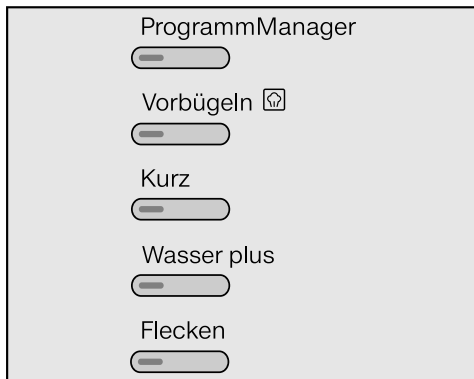 ProgrammManager
Vorbügeln
Kurz
Wasser plus
Flecken